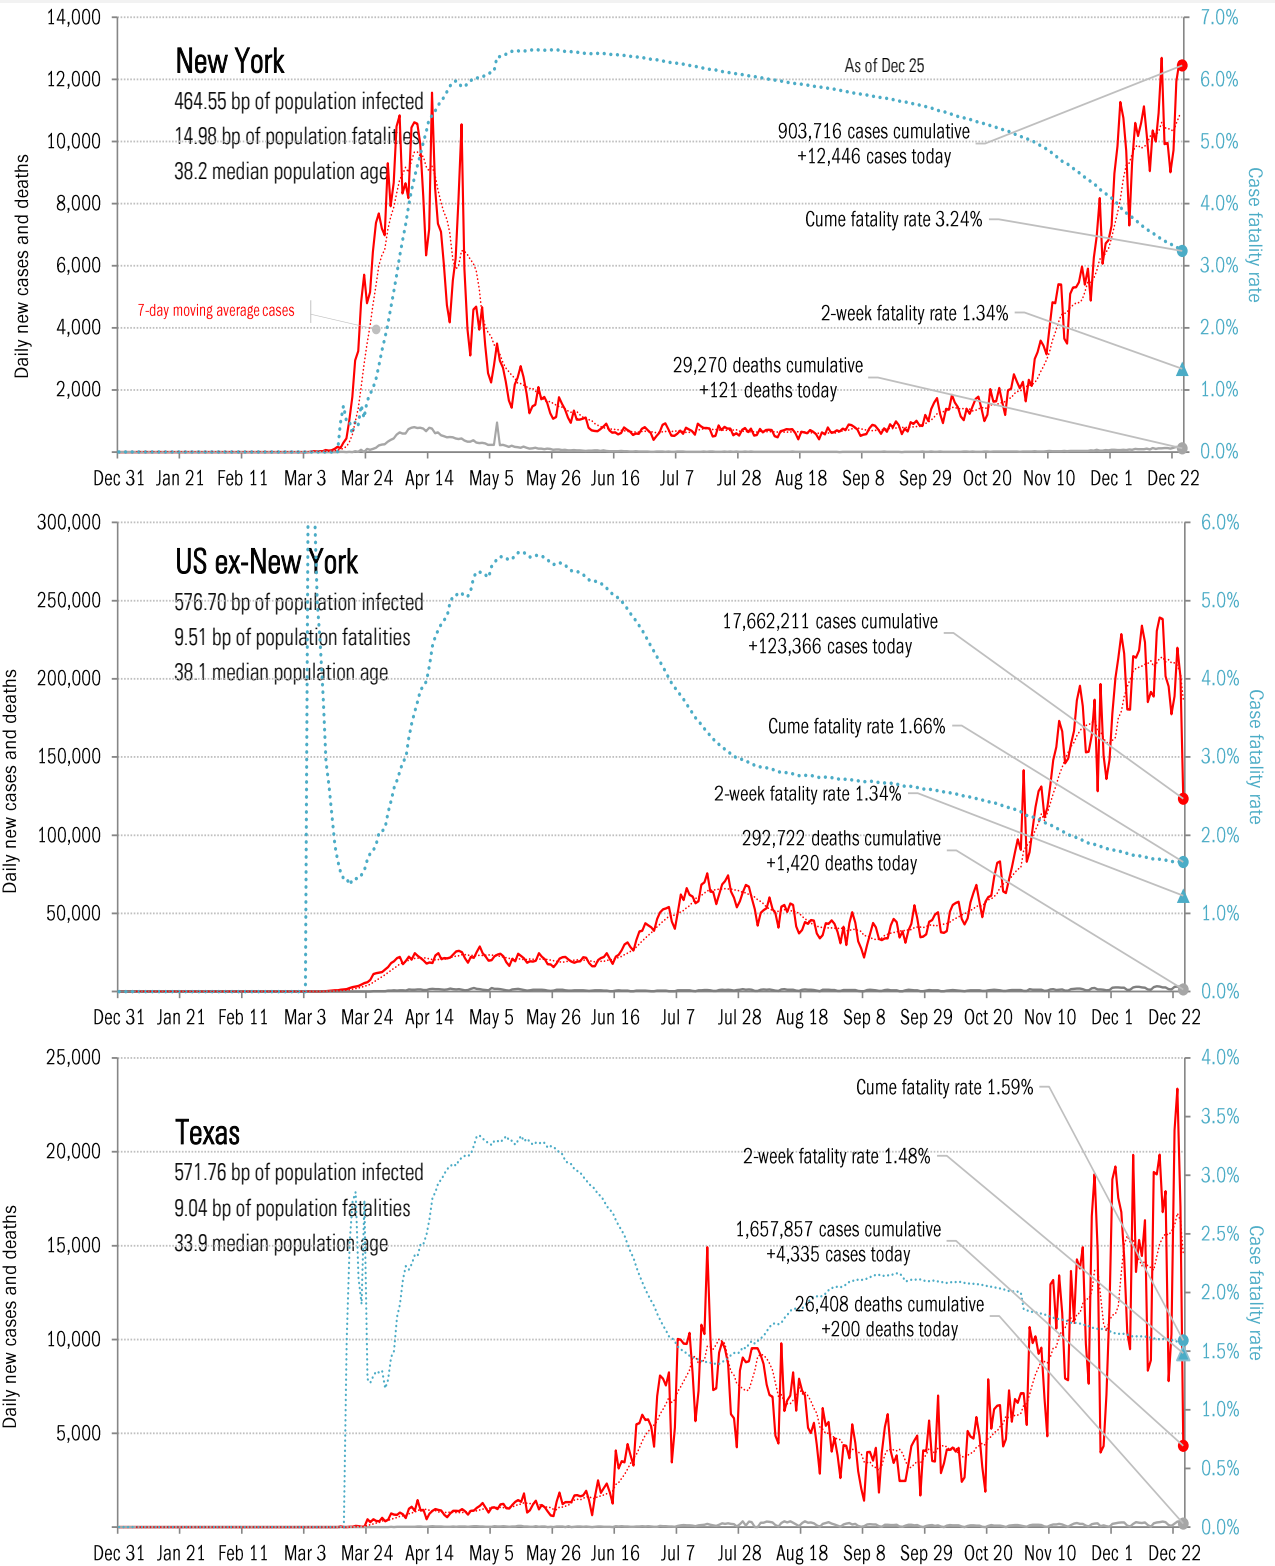 14,000
7.0%
New York
As of Dec 25
12,000
6.0%
464.55 bp of population infected
14.98 bp of population fatalities
903,716 cases cumulative
+12,446 cases today
10,000
5.0%
38.2 median population age
8,000
4.0%
Cume fatality rate 3.24%
6,000
3.0%
7-day moving average cases
2-week fatality rate 1.34%
4,000
2.0%
29,270 deaths cumulative
+121 deaths today
2,000
1.0%
0.0%
Daily new cases and deaths
Case fatality rate
Dec 31 Jan 21 Feb 11 Mar 3 Mar 24 Apr 14 May 5 May 26 Jun 16 Jul 7 Jul 28 Aug 18 Sep 8 Sep 29 Oct 20 Nov 10 Dec 1 Dec 22
300,000
6.0%
US ex-New York
576.70 bp of population infected
250,000
5.0%
9.51 bp of population fatalities
17,662,211 cases cumulative
+123,366 cases today
38.1 median population age
200,000
4.0%
Cume fatality rate 1.66%
150,000
3.0%
2-week fatality rate 1.34%
100,000
2.0%
292,722 deaths cumulative
+1,420 deaths today
50,000
1.0%
0.0%
Daily new cases and deaths
Case fatality rate
Dec 31 Jan 21 Feb 11 Mar 3 Mar 24 Apr 14 May 5 May 26 Jun 16 Jul 7 Jul 28 Aug 18 Sep 8 Sep 29 Oct 20 Nov 10 Dec 1 Dec 22
25,000
4.0%
Cume fatality rate 1.59%
3.5%
Texas
20,000
2-week fatality rate 1.48%
571.76 bp of population infected
3.0%
9.04 bp of population fatalities
1,657,857 cases cumulative
+4,335 cases today
33.9 median population age
15,000
2.5%
2.0%
26,408 deaths cumulative
+200 deaths today
10,000
1.5%
1.0%
5,000
0.5%
0.0%
Daily new cases and deaths
Case fatality rate
Dec 31 Jan 21 Feb 11 Mar 3 Mar 24 Apr 14 May 5 May 26 Jun 16 Jul 7 Jul 28 Aug 18 Sep 8 Sep 29 Oct 20 Nov 10 Dec 1 Dec 22